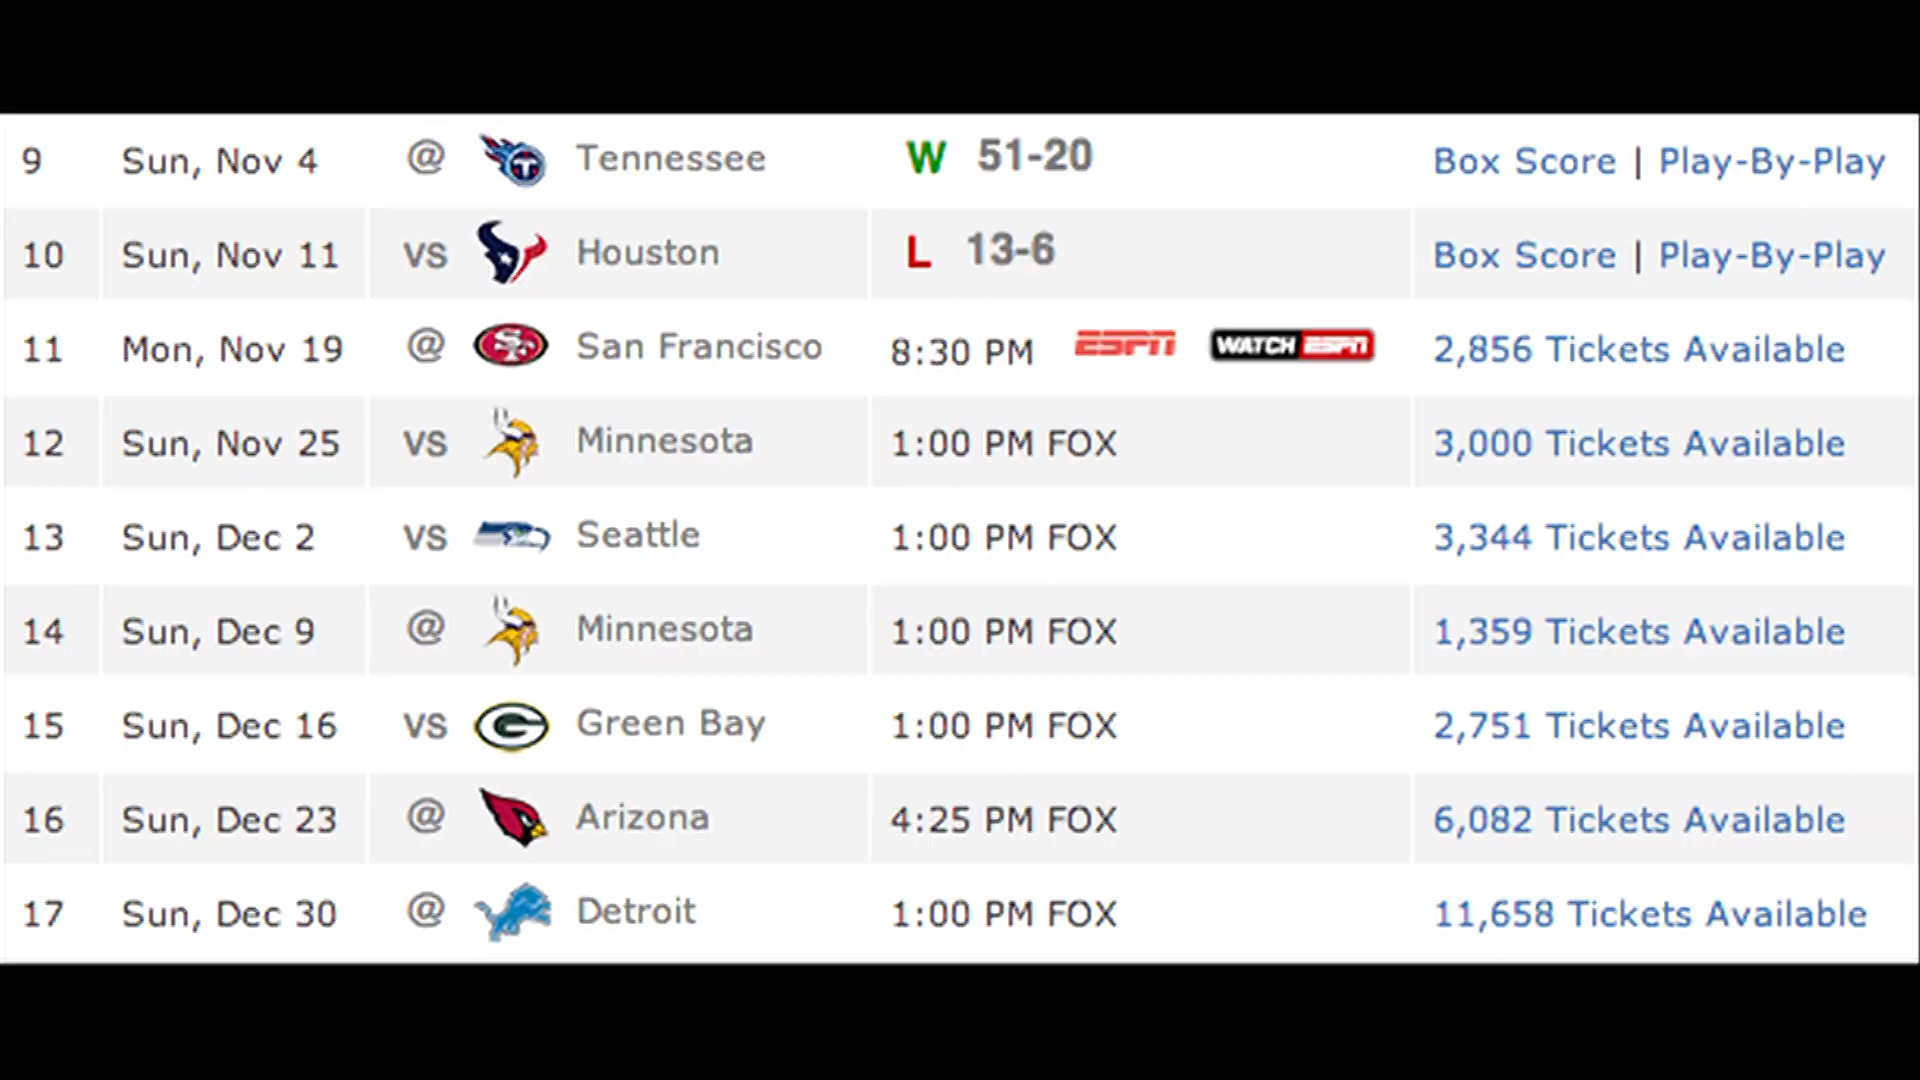 9 Sun, Nov 4 @ Tennessee W 51-20 Box Score | Play-By-Play
10 Sun, Nov 11 VS Houston L 13-6 Box Score | Play-By-Play
11 Mon, Nov 19 @ San Francisco 8:30 PM ESPN WATCH ESPN 2,856 Tickets Available
12 Sun, Nov 25 VS Minnesota 1:00 PM FOX 3,000 Tickets Available
13 Sun, Dec 2 VS Seattle 1:00 PM FOX 3,344 Tickets Available
14 Sun, Dec 9 @ Minnesota 1:00 PM FOX 1,359 Tickets Available
15 Sun, Dec 16 VS Green Bay 1:00 PM FOX 2,751 Tickets Available
16 Sun, Dec 23 @ Arizona 4:25 PM FOX 6,082 Tickets Available
17 Sun, Dec 30 @ Detroit 1:00 PM FOX 11,658 Tickets Available